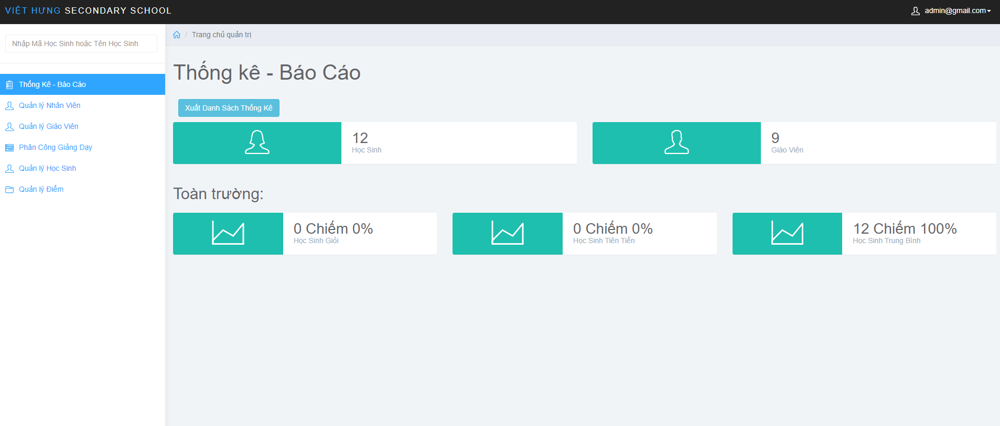 VIỆT HƯNG SECONDARY SCHOOL
admin@gmail.com
Nhập Mã Học Sinh hoặc Tên Học Sinh
/ Trang chủ quản trị
Thống Kê - Báo Cáo
Quản lý Nhân Viên
Quản lý Giáo Viên
Phân Công Giảng Dạy
Quản lý Học Sinh
Quản lý Điểm
Thống kê - Báo Cáo
Xuất Danh Sách Thống Kê
12
Học Sinh
9
Giáo Viên
Toàn trường:
0 Chiếm 0%
Học Sinh Giỏi
0 Chiếm 0%
Học Sinh Tiên Tiến
12 Chiếm 100%
Học Sinh Trung Bình